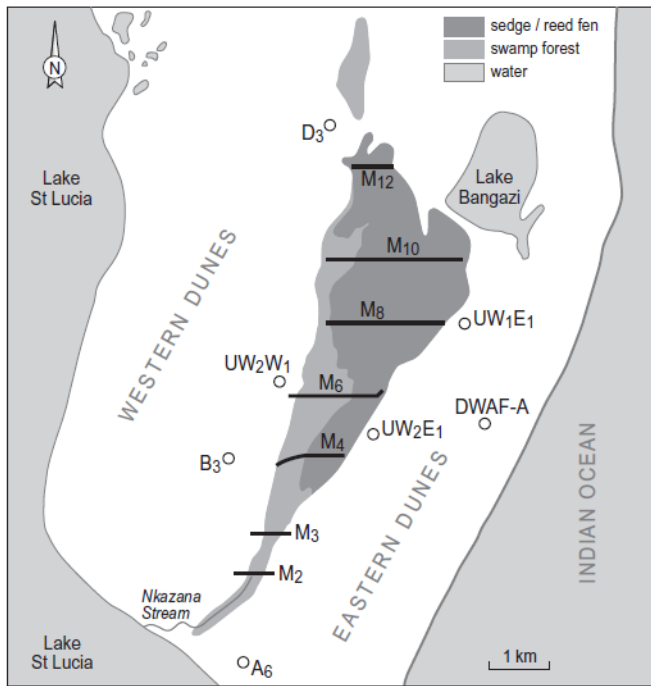 sedge / reed fen
swamp forest
water
N
D3
Lake
St Lucia
M12
Lake
Bangazi
WESTERN DUNES
M10
M8
UW1E1
UW2W1
M6
DWAF-A
UW2E1
M4
B3
M3
M2
EASTERN DUNES
INDIAN OCEAN
Nkazana
Stream
Lake
St Lucia
A6
1 km